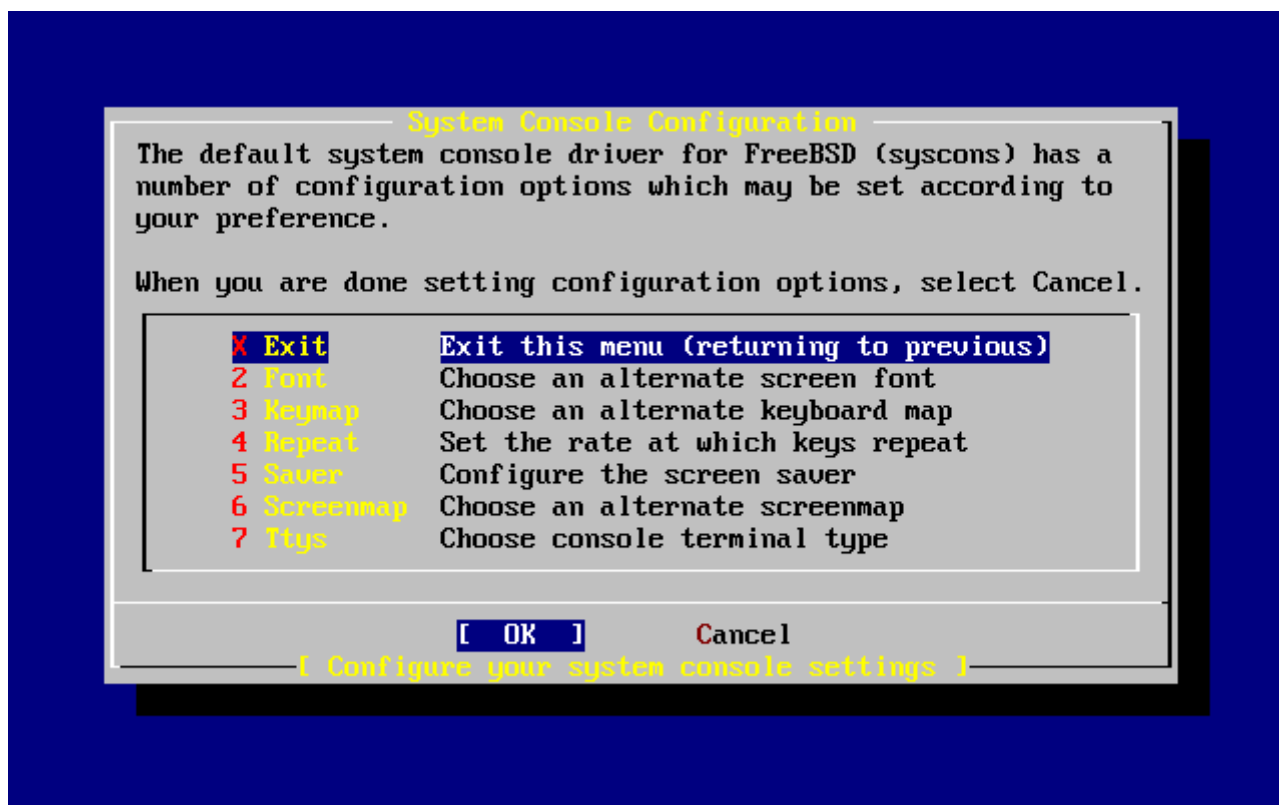 System Console Configuration
The default system console driver for FreeBSD (syscons) has a
number of configuration options which may be set according to
your preference.
When you are done setting configuration options, select Cancel.
X Exit Exit this menu (returning to previous)
2 Font Choose an alternate screen font
3 Keymap Choose an alternate keyboard map
4 Repeat Set the rate at which keys repeat
5 Saver Configure the screen saver
6 Screenmap Choose an alternate screenmap
7 Ttys Choose console terminal type
[ OK ] Cancel
[ Configure your system console settings ]